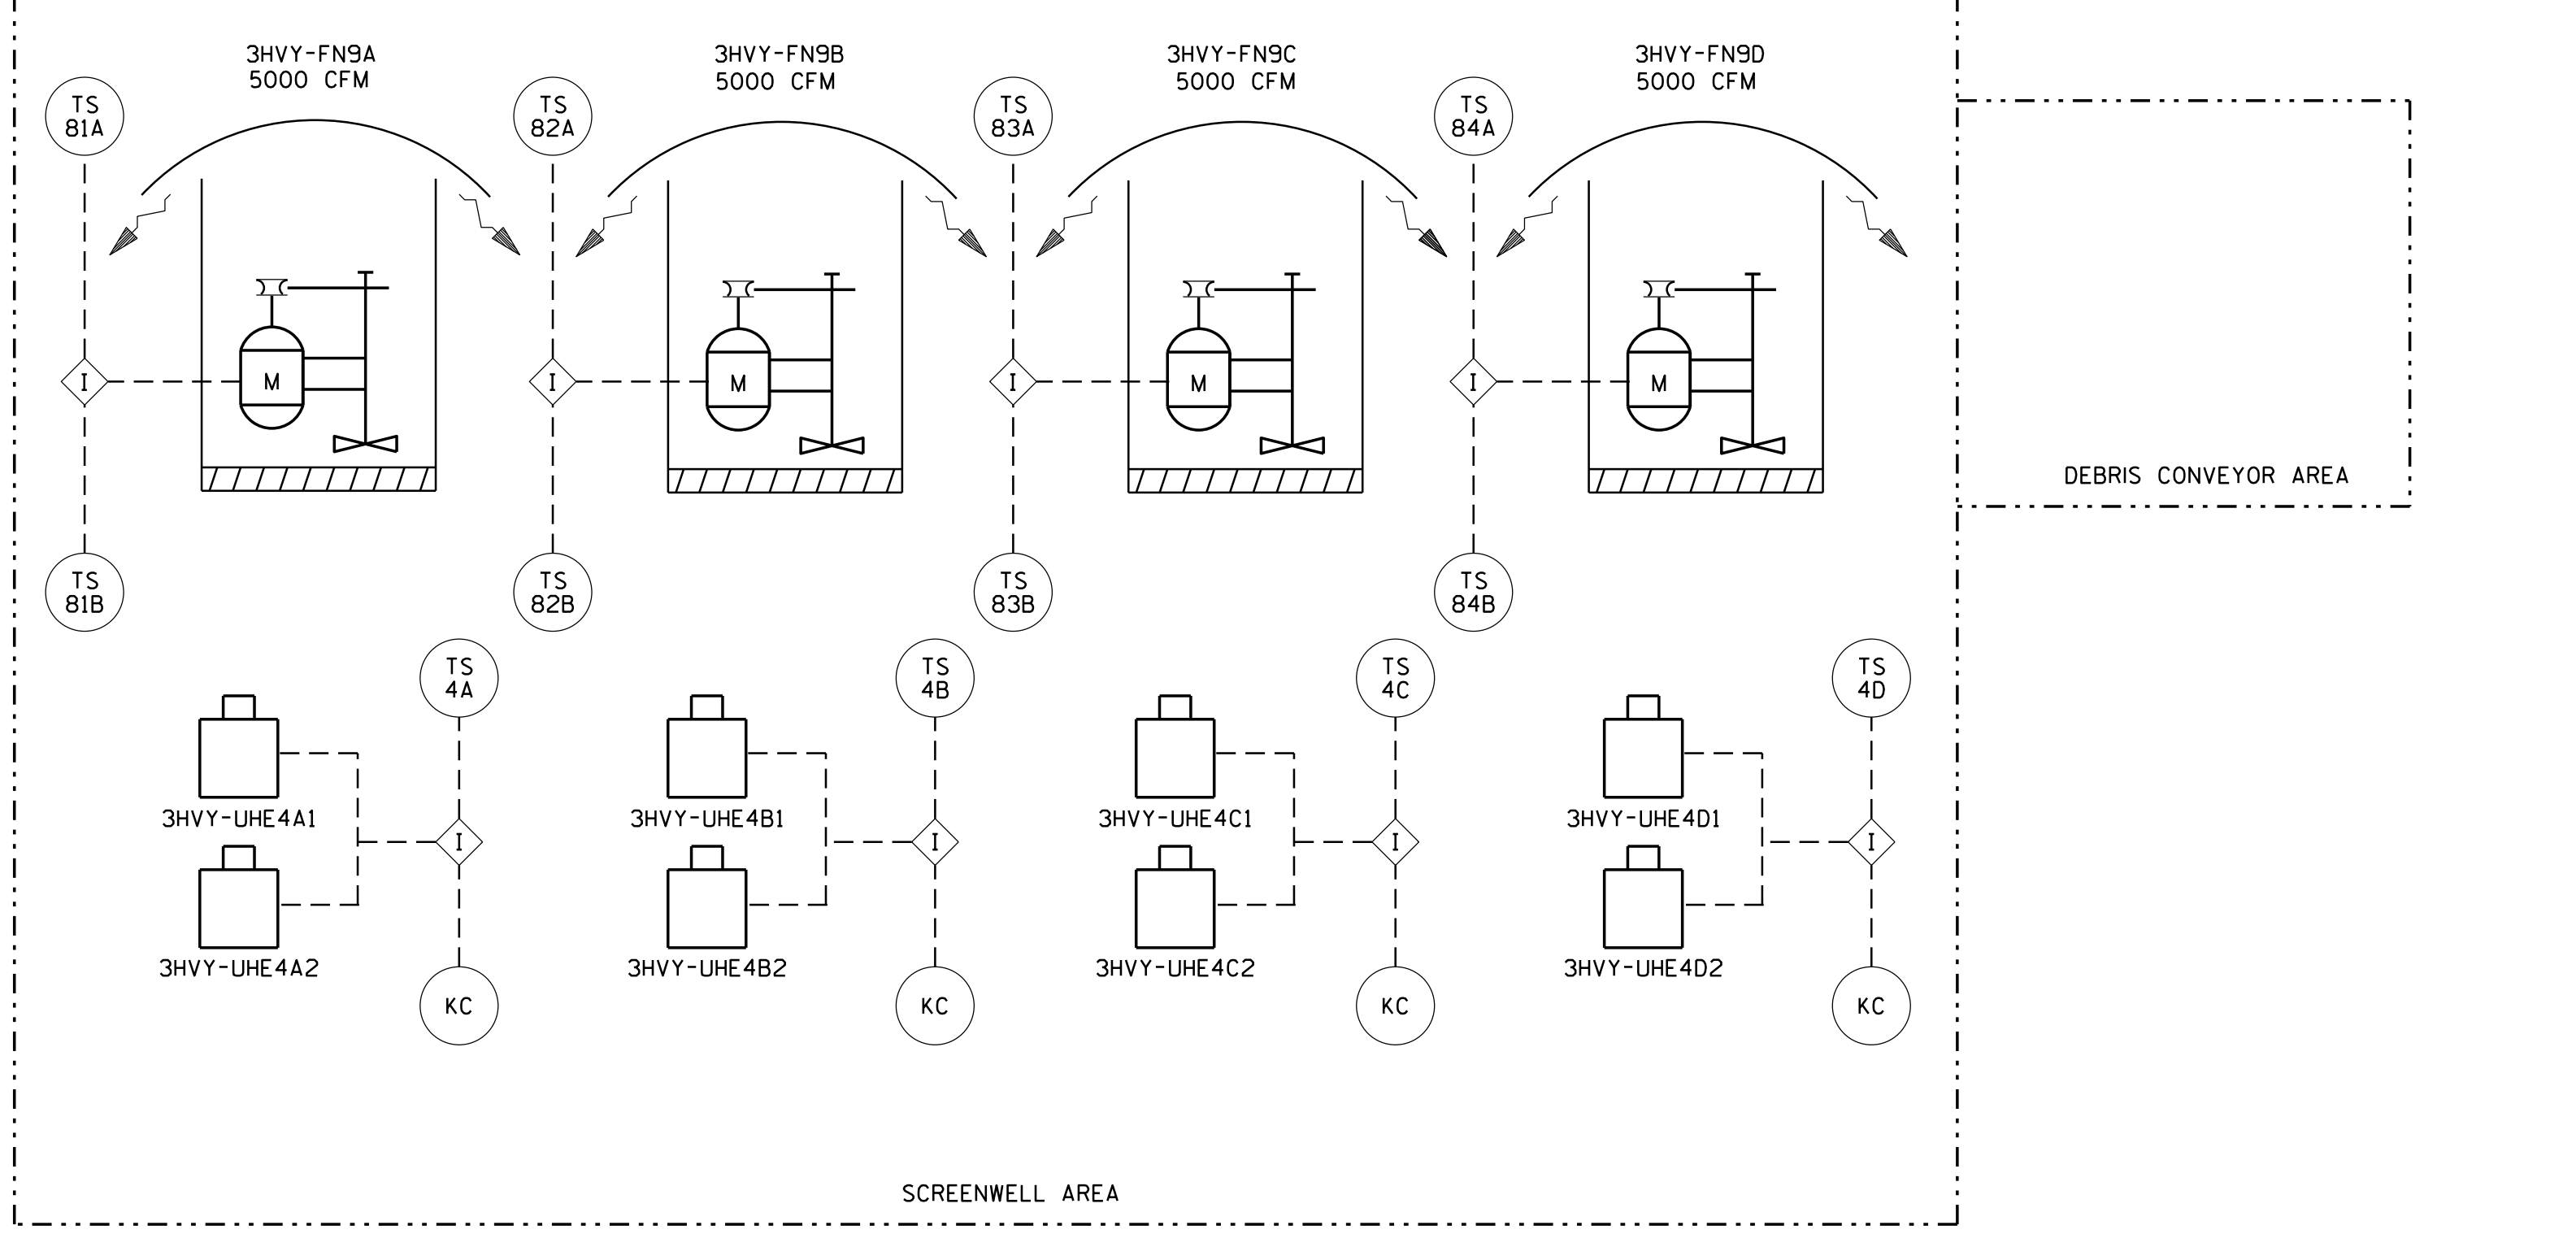 3HVY-FN9A
5000 CFM
3HVY-FN9B
5000 CFM
3HVY-FN9C
5000 CFM
3HVY-FN9D
5000 CFM
TS
81A
TS
82A
TS
83A
TS
84A
I
M
I
M
I
M
I
M
DEBRIS CONVEYOR AREA
TS
81B
TS
82B
TS
83B
TS
84B
TS
4A
TS
4B
TS
4C
TS
4D
3HVY-UHE4A1
3HVY-UHE4B1
3HVY-UHE4C1
3HVY-UHE4D1
I
I
I
I
3HVY-UHE4A2
3HVY-UHE4B2
3HVY-UHE4C2
3HVY-UHE4D2
KC
KC
KC
KC
SCREENWELL AREA